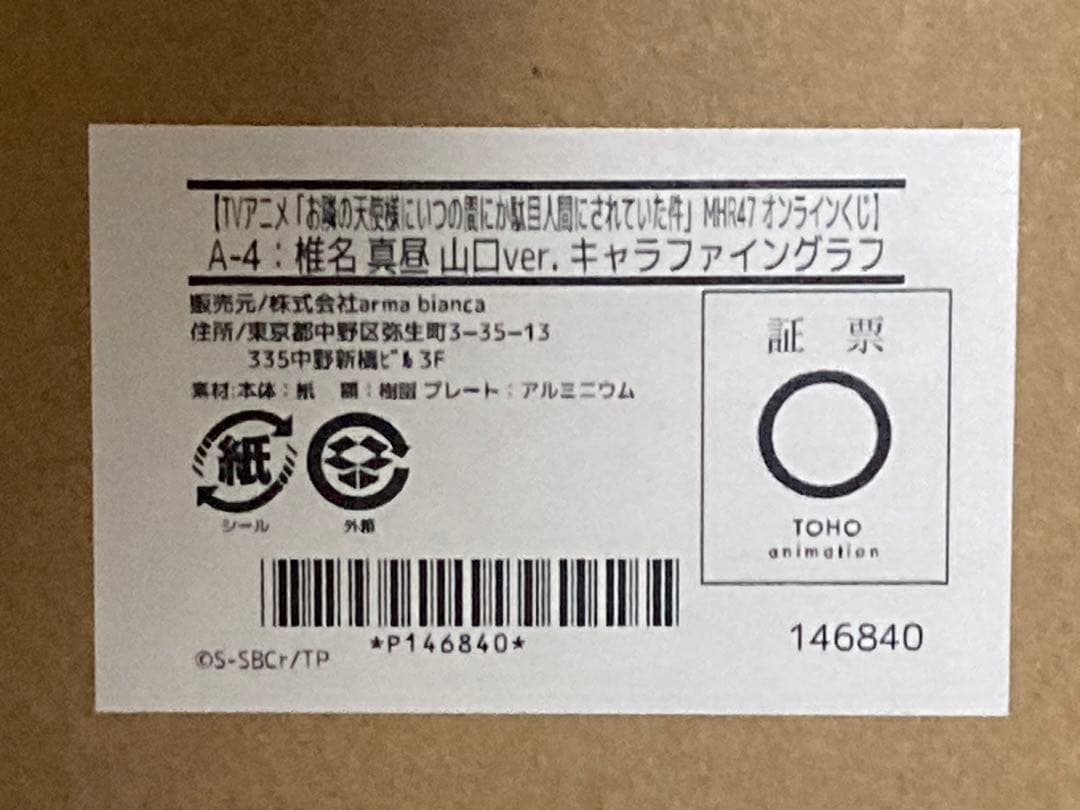 【TVアニメ「お隣の天使様にいつの間にか駄目人間にされていた件」 MHR47 オンラインくじ】
A-4：椎名 真昼 山口ver. キャラファイングラフ
販売元/株式会社arma bianca
住所/東京都中野区弥生町3-35-13
335中野新橋ビル3F
素材:本体：紙 額：樹脂 プレート：アルミニウム
証 票
紙
シール
外箱
TOHO
animation
*P146840*
146840
©S-SBCr/TP